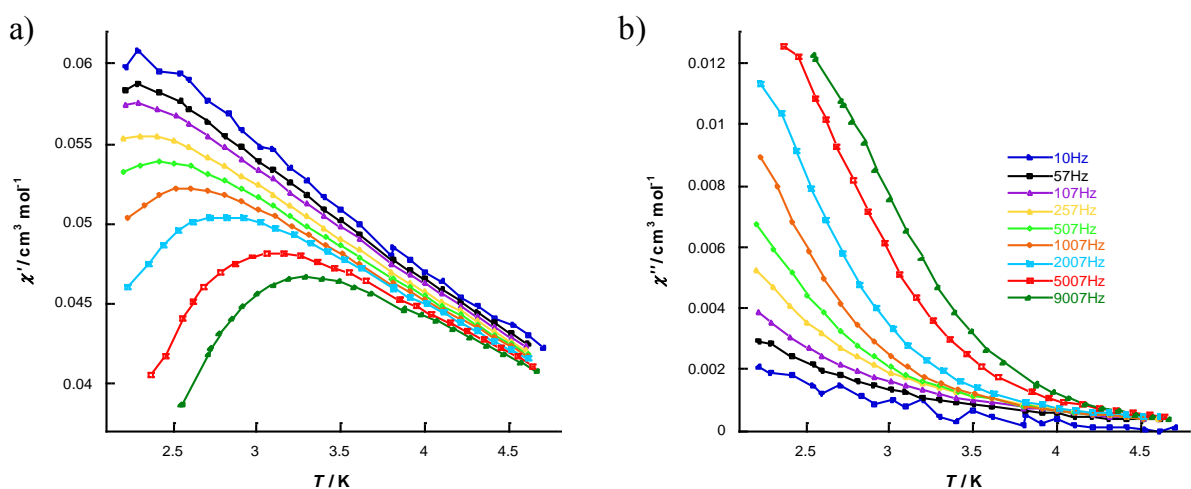 a)
0.06
0.055
0.05
0.045
0.04
χ'/ cm³ mol⁻¹
2.5 3 3.5 4 4.5
T / K
b)
0.012
0.01
0.008
0.006
0.004
0.002
0
χ''/ cm³ mol⁻¹
2.5 3 3.5 4 4.5
T / K
10Hz
57Hz
107Hz
257Hz
507Hz
1007Hz
2007Hz
5007Hz
9007Hz